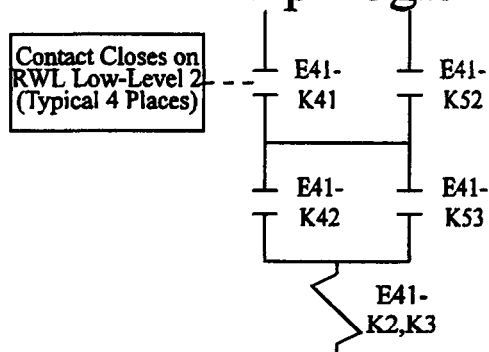 Contact Closes on
RWL Low-Level 2
(Typical 4 Places)
E41-
K41
E41-
K52
E41-
K42
E41-
K53
E41-
K2,K3